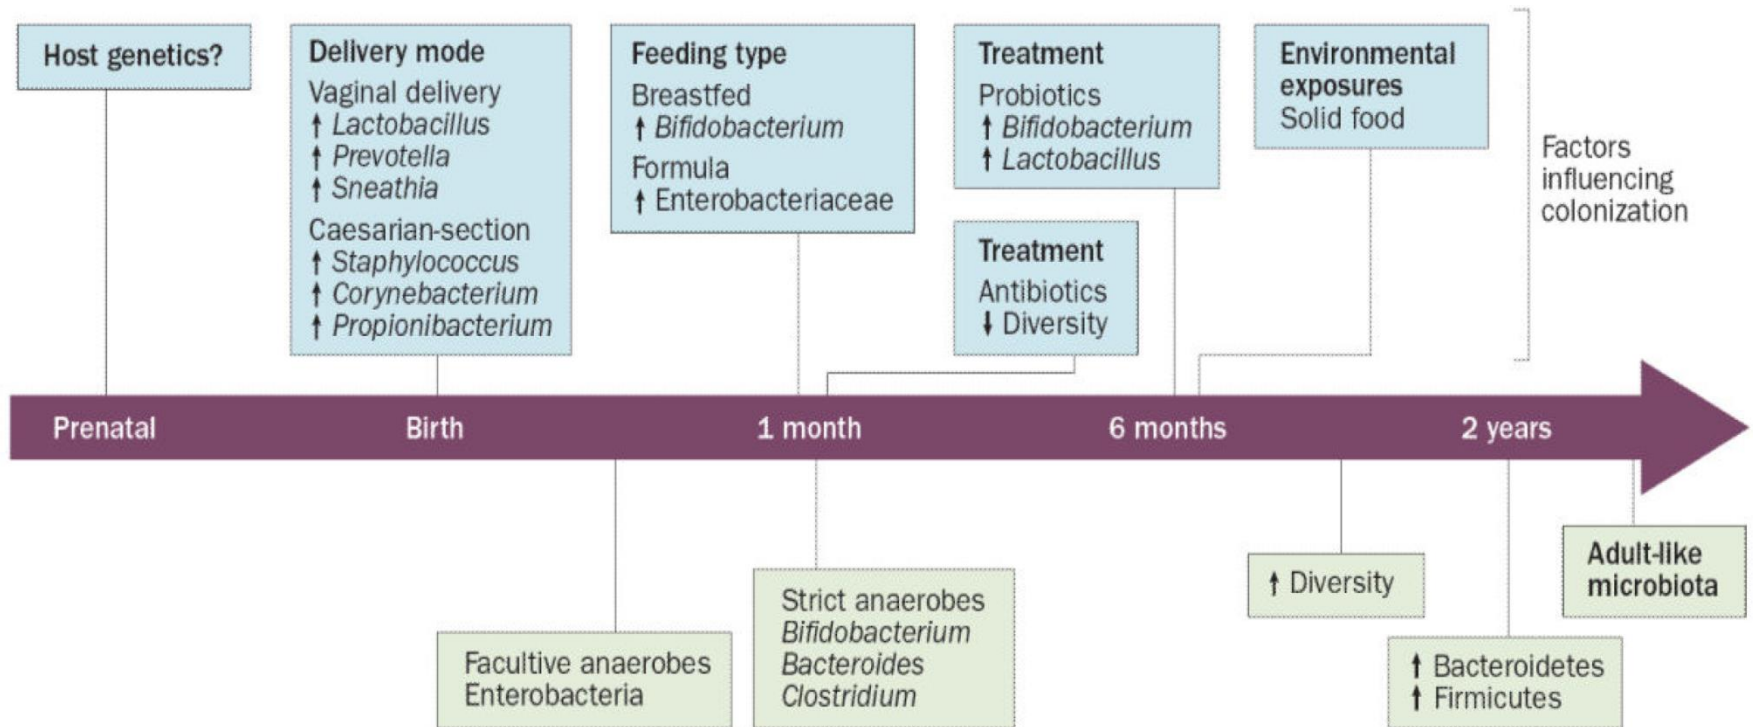 Host genetics?
Delivery mode
Vaginal delivery
↑ Lactobacillus
↑ Prevotella
↑ Sneathia
Caesarian-section
↑ Staphylococcus
↑ Corynebacterium
↑ Propionibacterium
Feeding type
Breastfed
↑ Bifidobacterium
Formula
↑ Enterobacteriaceae
Treatment
Probiotics
↑ Bifidobacterium
↑ Lactobacillus
Treatment
Antibiotics
↓ Diversity
Environmental
exposures
Solid food
Factors
influencing
colonization
Prenatal
Birth
1 month
6 months
2 years
Facultive anaerobes
Enterobacteria
Strict anaerobes
Bifidobacterium
Bacteroides
Clostridium
↑ Diversity
↑ Bacteroidetes
↑ Firmicutes
Adult-like
microbiota